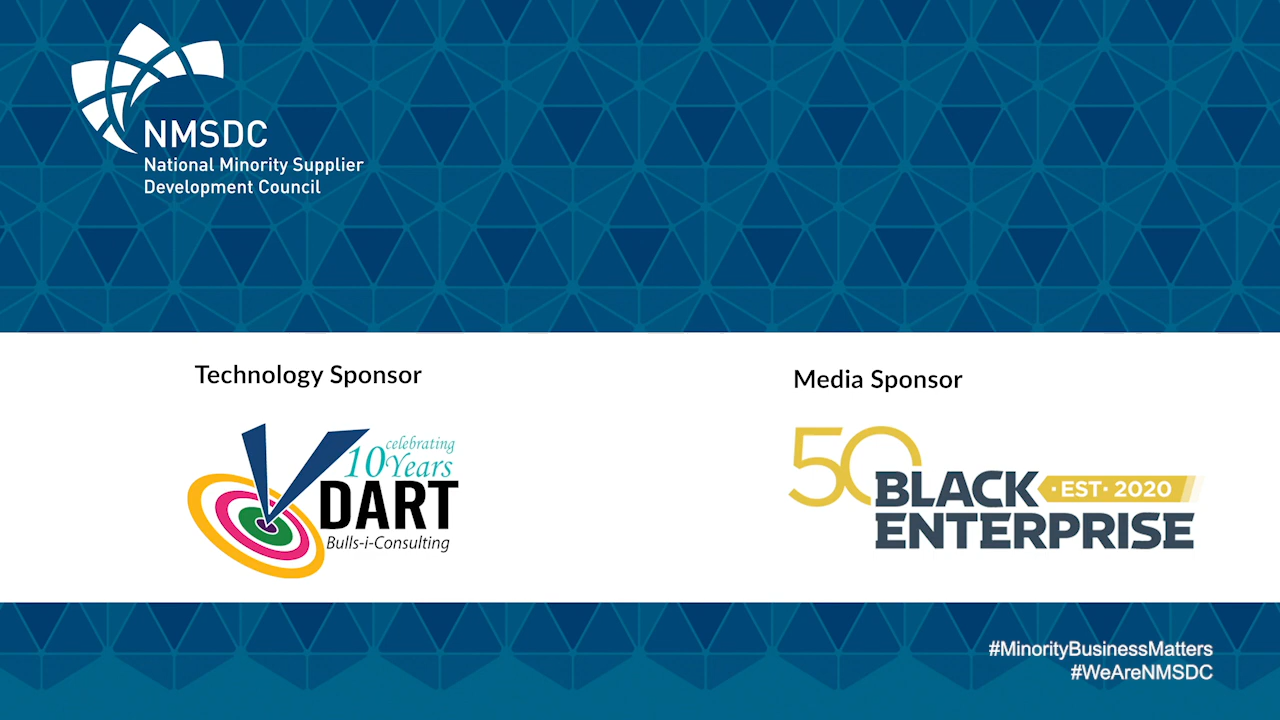 NMSDC
National Minority Supplier
Development Council
Technology Sponsor
celebrating
10 Years
DART
Bulls-i-Consulting
Media Sponsor
50
BLACK
· EST · 2020
ENTERPRISE
#MinorityBusinessMatters
#WeAreNMSDC